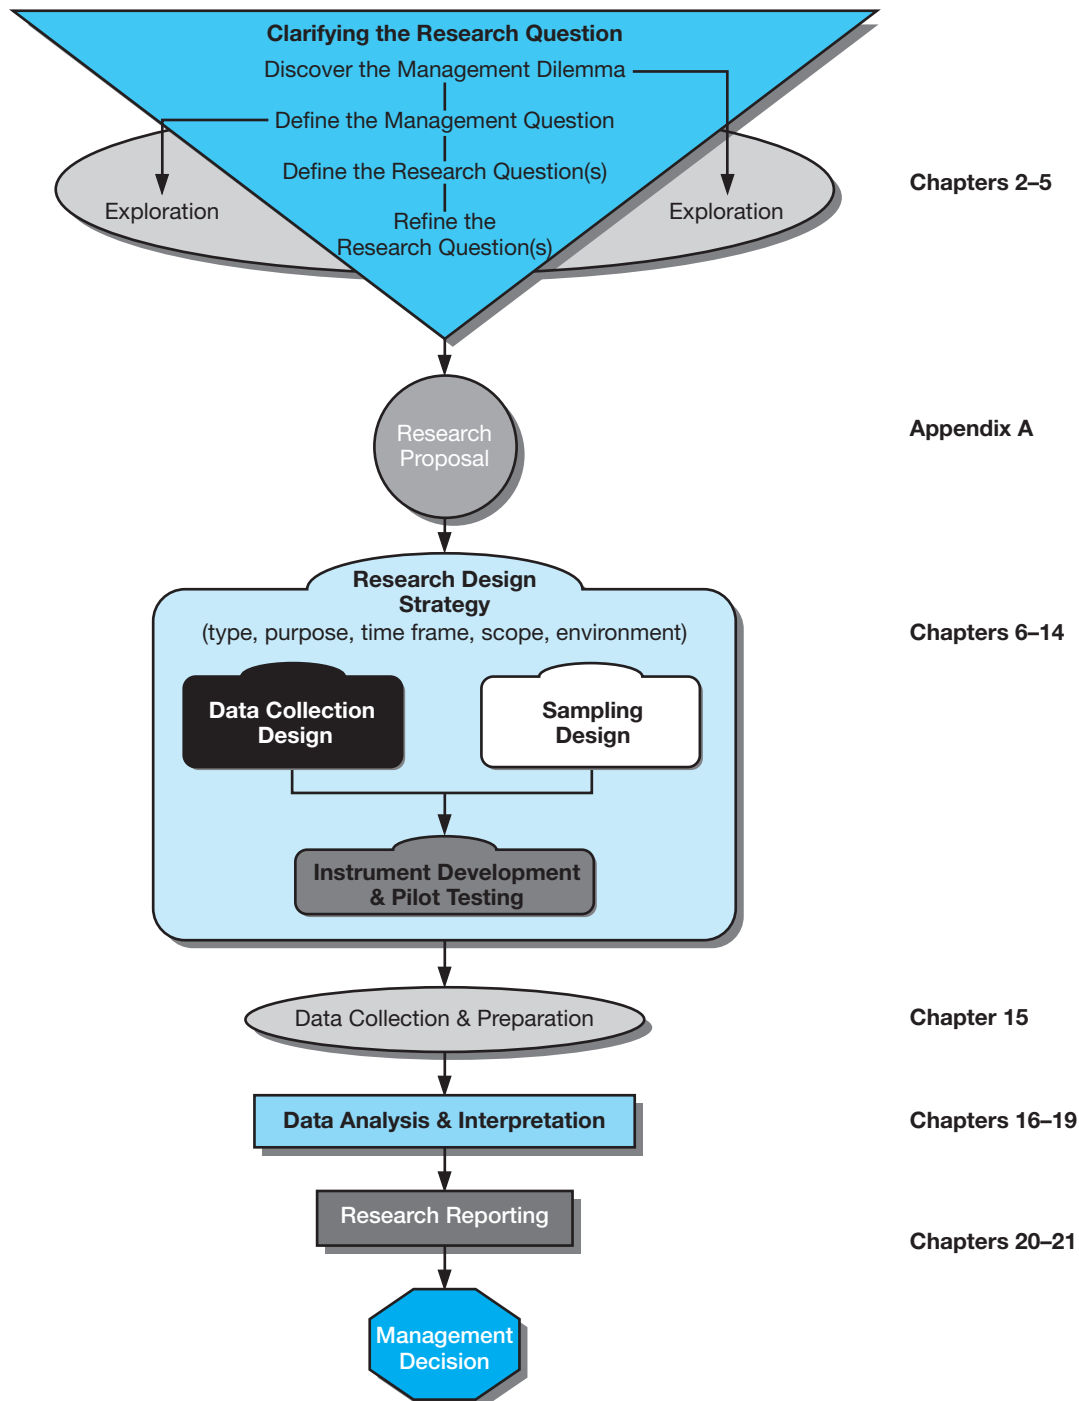 Clarifying the Research Question
Discover the Management Dilemma
Define the Management Question
Define the Research Question(s)
Refine the
Research Question(s)
Exploration
Exploration
Chapters 2–5
Research
Proposal
Appendix A
Research Design
Strategy
(type, purpose, time frame, scope, environment)
Chapters 6–14
Data Collection
Design
Sampling
Design
Instrument Development
& Pilot Testing
Data Collection & Preparation
Chapter 15
Data Analysis & Interpretation
Chapters 16–19
Research Reporting
Chapters 20–21
Management
Decision